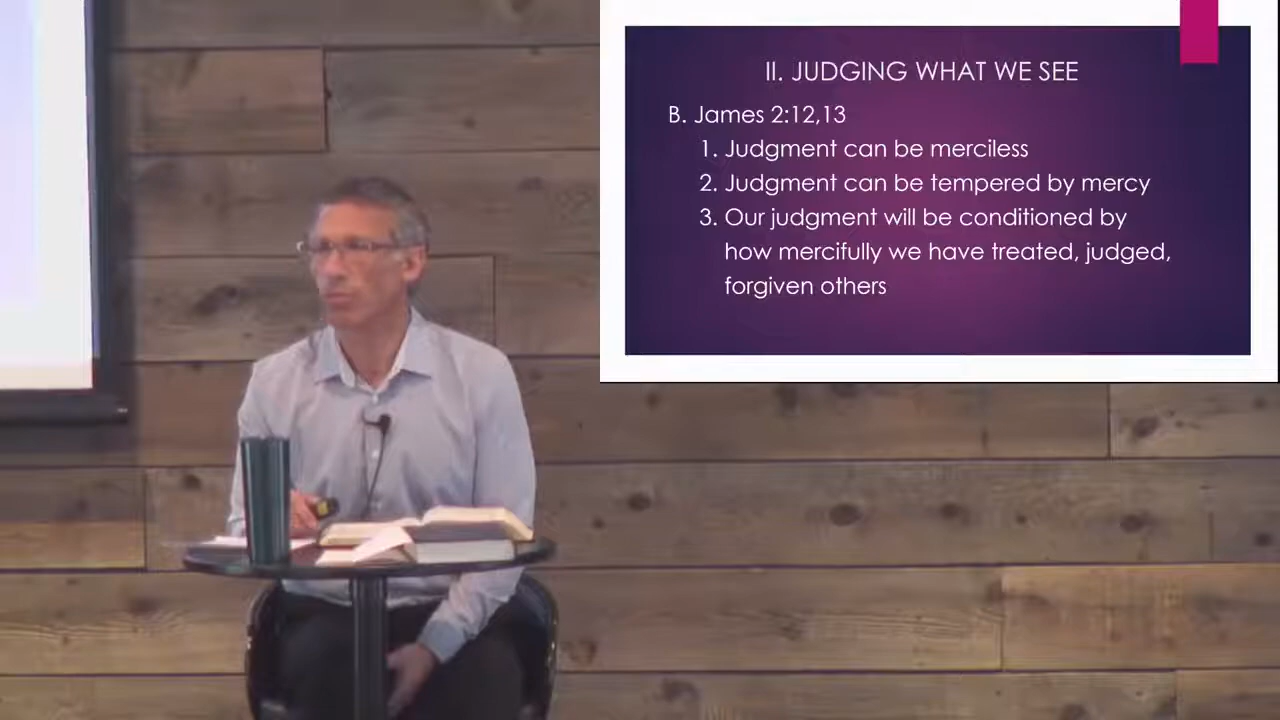 II. JUDGING WHAT WE SEE
B. James 2:12,13
1. Judgment can be merciless
2. Judgment can be tempered by mercy
3. Our judgment will be conditioned by
how mercifully we have treated, judged,
forgiven others